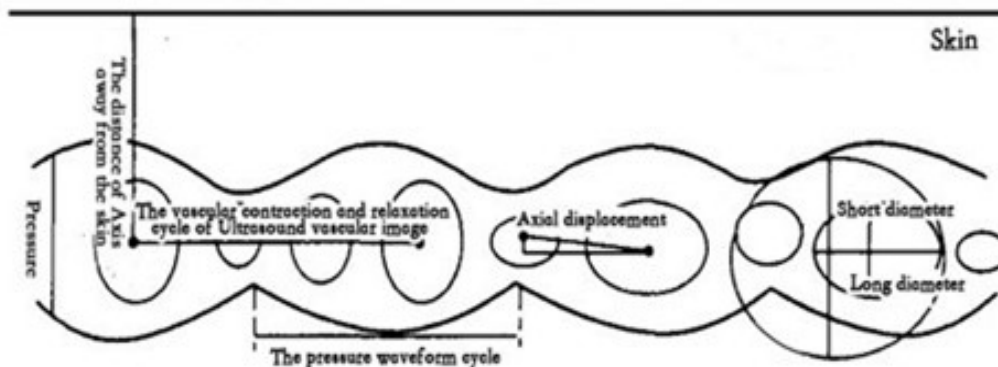 Skin
The distance of Axis
away from the skin
Pressure
The vascular contraction and relaxation
cycle of Ultrasound vascular image
Axial displacement
Short diameter
Long diameter
The pressure waveform cycle